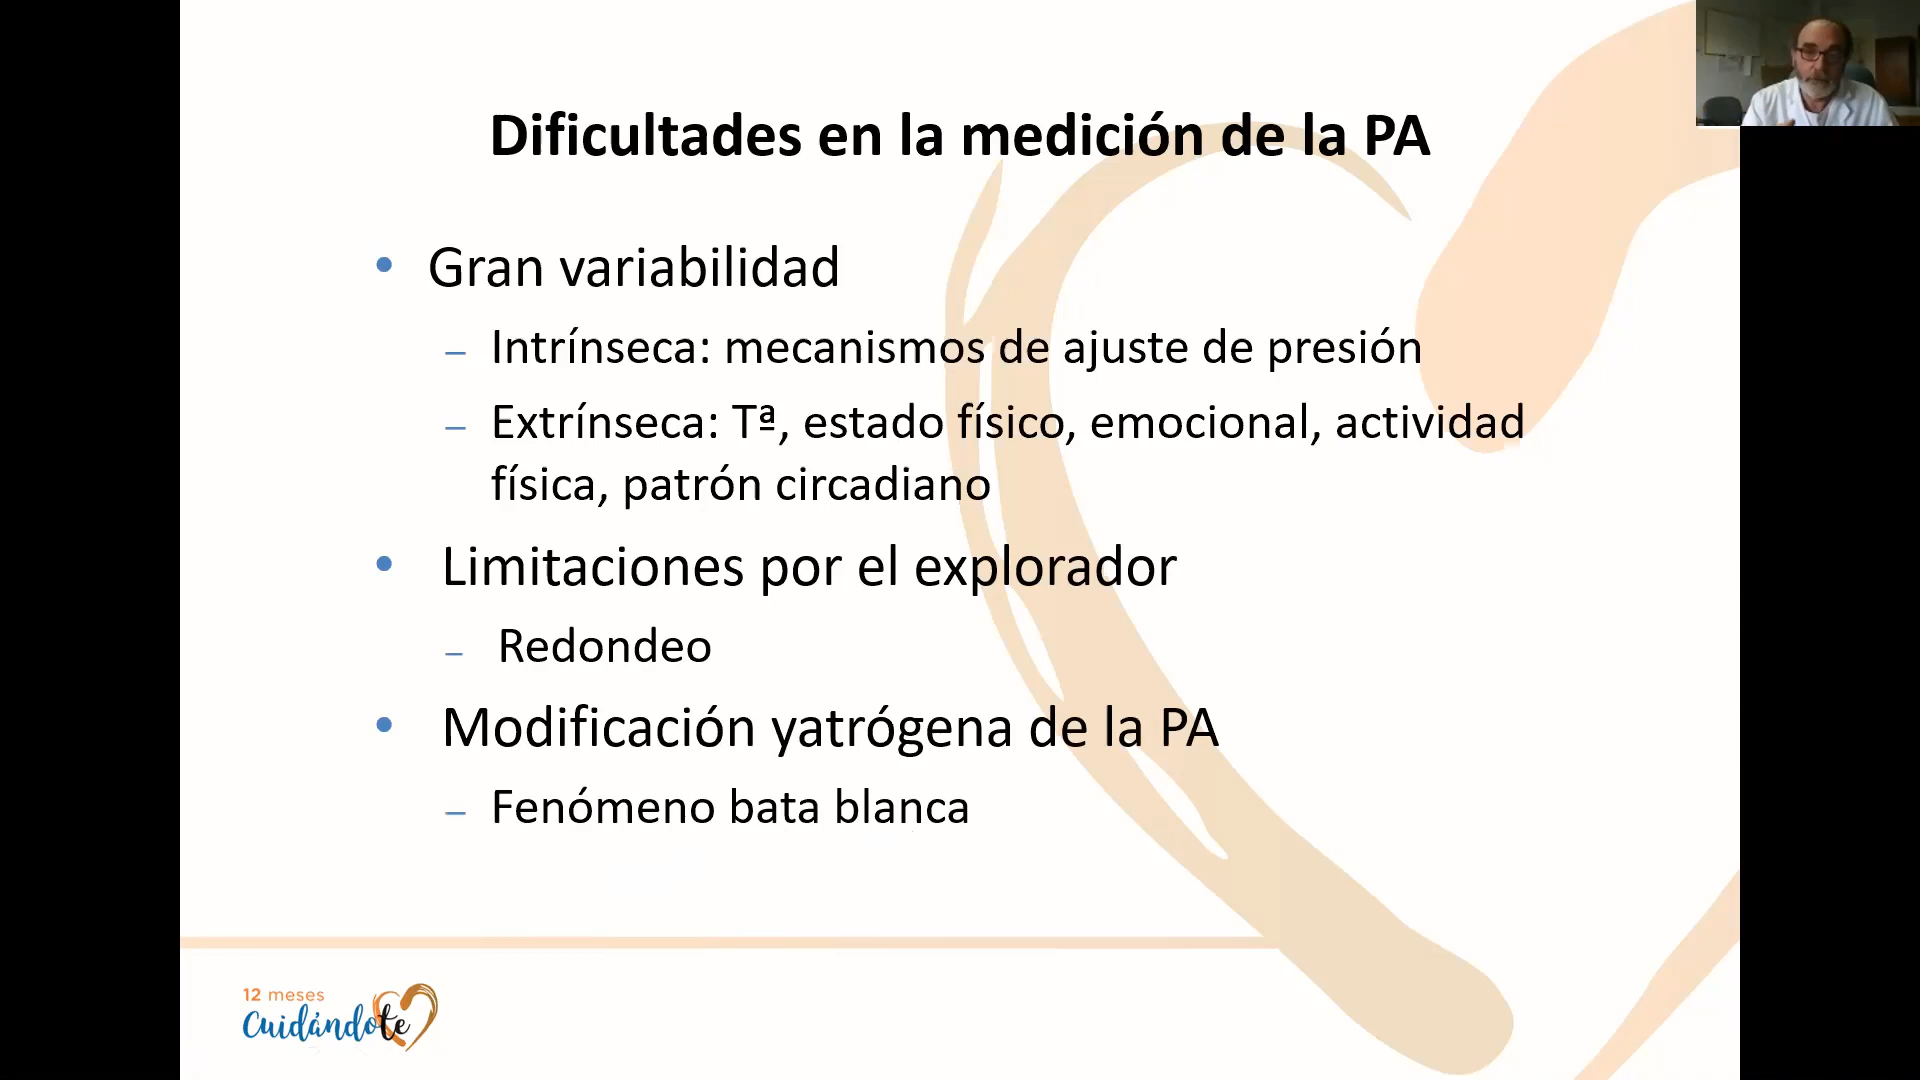 Dificultades en la medición de la PA
• Gran variabilidad
– Intrínseca: mecanismos de ajuste de presión
– Extrínseca: Tª, estado físico, emocional, actividad
física, patrón circadiano
• Limitaciones por el explorador
– Redondeo
• Modificación yatrógena de la PA
– Fenómeno bata blanca
12 meses
Cuidándote